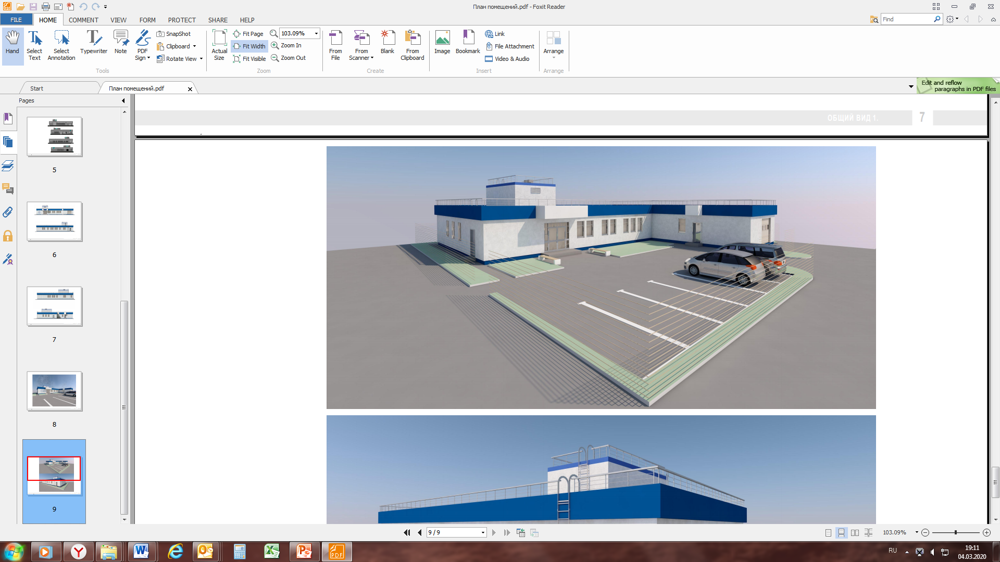 План помещений.pdf - Foxit Reader
FILE
HOME
COMMENT
VIEW
FORM
PROTECT
SHARE
HELP
Find
Hand
Select Text
Select Annotation
Typewriter
Note
PDF Sign
SnapShot
Clipboard
Rotate View
Tools
Actual Size
Fit Page
Fit Width
Fit Visible
103.09%
Zoom In
Zoom Out
Zoom
From File
From Scanner
Blank
From Clipboard
Create
Image
Bookmark
Link
File Attachment
Video & Audio
Insert
Arrange
Arrange
Start
План помещений.pdf
Edit and reflow
paragraphs in PDF files
Pages
5
6
7
8
9
ОБЩИЙ ВИД 1.
7
9 / 9
103.09%
RU
19:11
04.03.2020